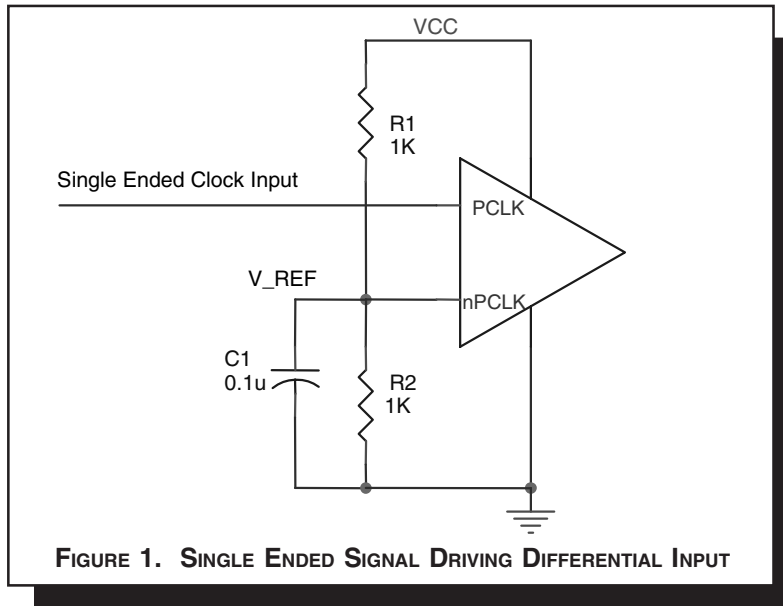 VCC
R1
1K
Single Ended Clock Input
PCLK
V_REF
nPCLK
C1
0.1u
R2
1K
FIGURE 1. SINGLE ENDED SIGNAL DRIVING DIFFERENTIAL INPUT